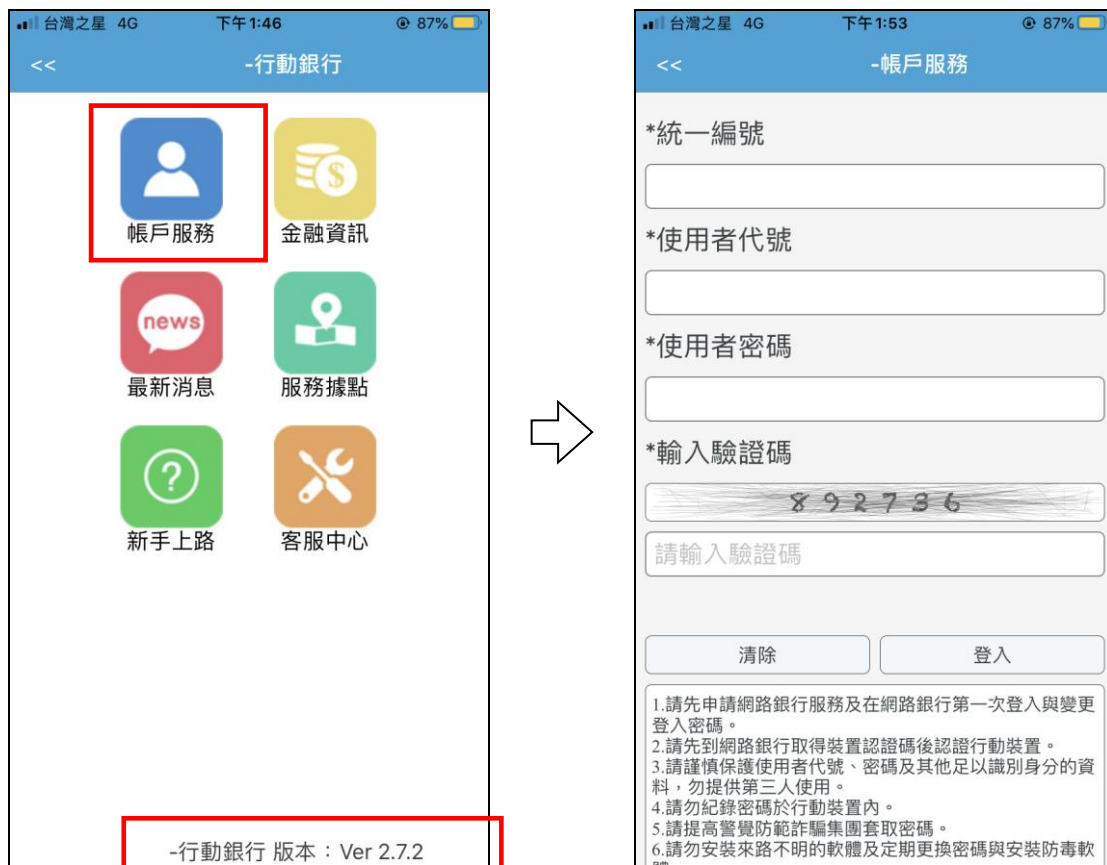 台灣之星 4G 下午1:46 87%
<< -行動銀行
帳戶服務 金融資訊
news
最新消息 服務據點
新手上路 客服中心
-行動銀行 版本：Ver 2.7.2
台灣之星 4G 下午1:53 87%
<< -帳戶服務
*統一編號
*使用者代號
*使用者密碼
*輸入驗證碼
892736
請輸入驗證碼
清除 登入
1.請先申請網路銀行服務及在網路銀行第一次登入與變更
登入密碼。
2.請先到網路銀行取得裝置認證碼後認證行動裝置。
3.請謹慎保護使用者代號、密碼及其他足以識別身分的資
料，勿提供第三人使用。
4.請勿紀錄密碼於行動裝置內。
5.請提高警覺防範詐騙集團套取密碼。
6.請勿安裝來路不明的軟體及定期更換密碼與安裝防毒軟